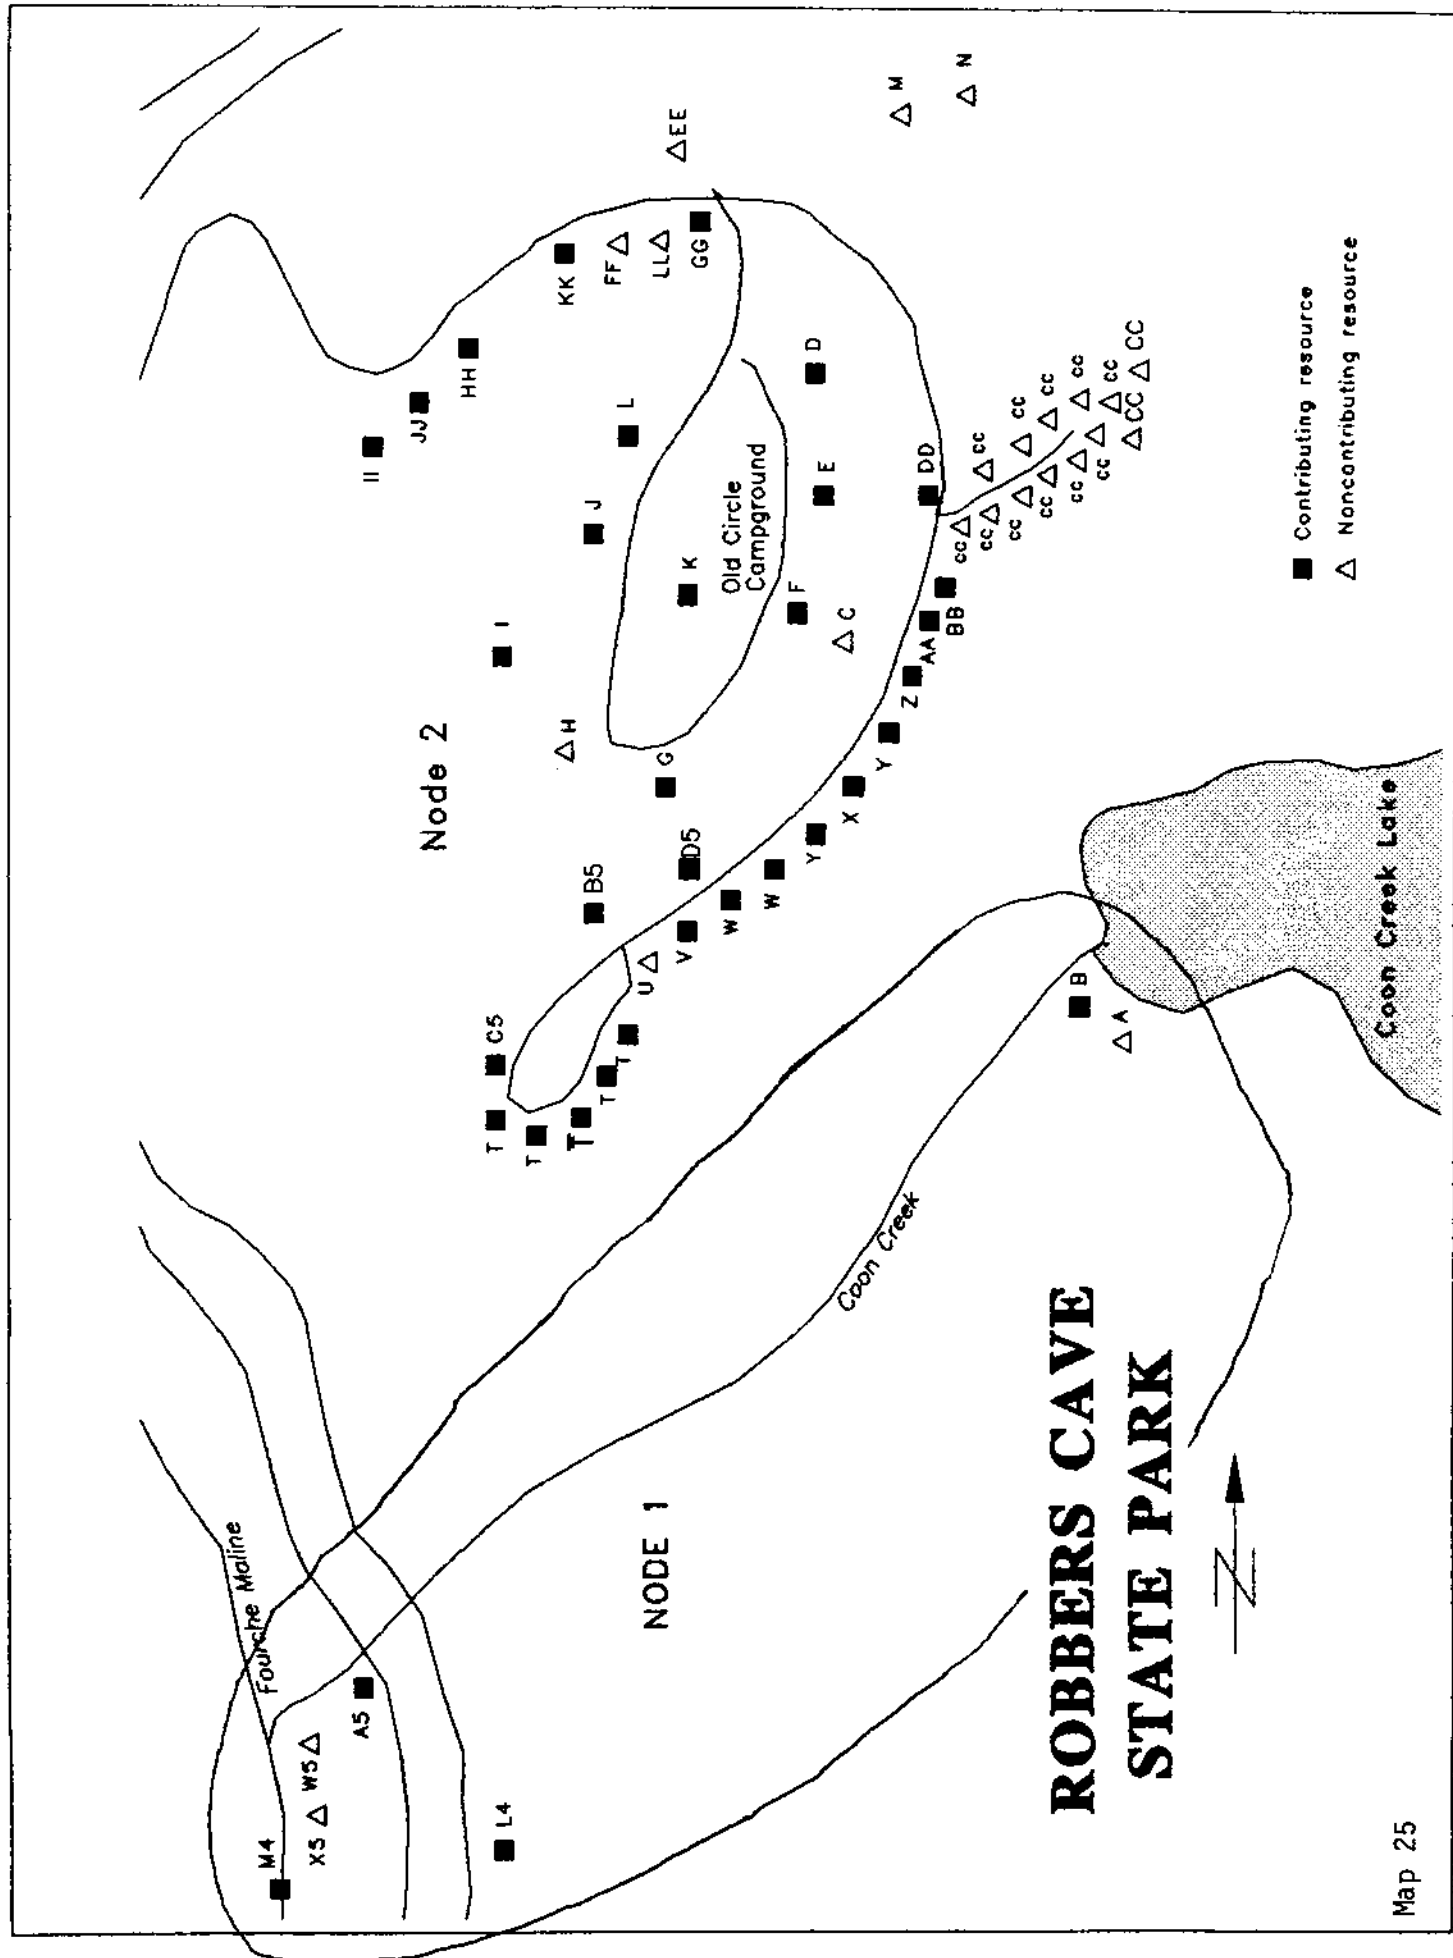 ROBBERS CAVE
STATE PARK
Map 25
N
NODE 1
Node 2
Fourche Maline
Coon Creek
Coon Creek Lake
Old Circle
Campground
Contributing resource
Noncontributing resource
M4
X5
W5
A5
L4
T
T
T
T
T
C5
U
V
B5
D5
W
W
Y
X
Y
Z
AA
BB
G
H
I
J
K
L
F
C
E
D
DD
II
JJ
HH
KK
FF
LL
GG
EE
M
N
B
A
cc
cc
cc
cc
cc
cc
cc
cc
cc
cc
cc
cc
CC
CC